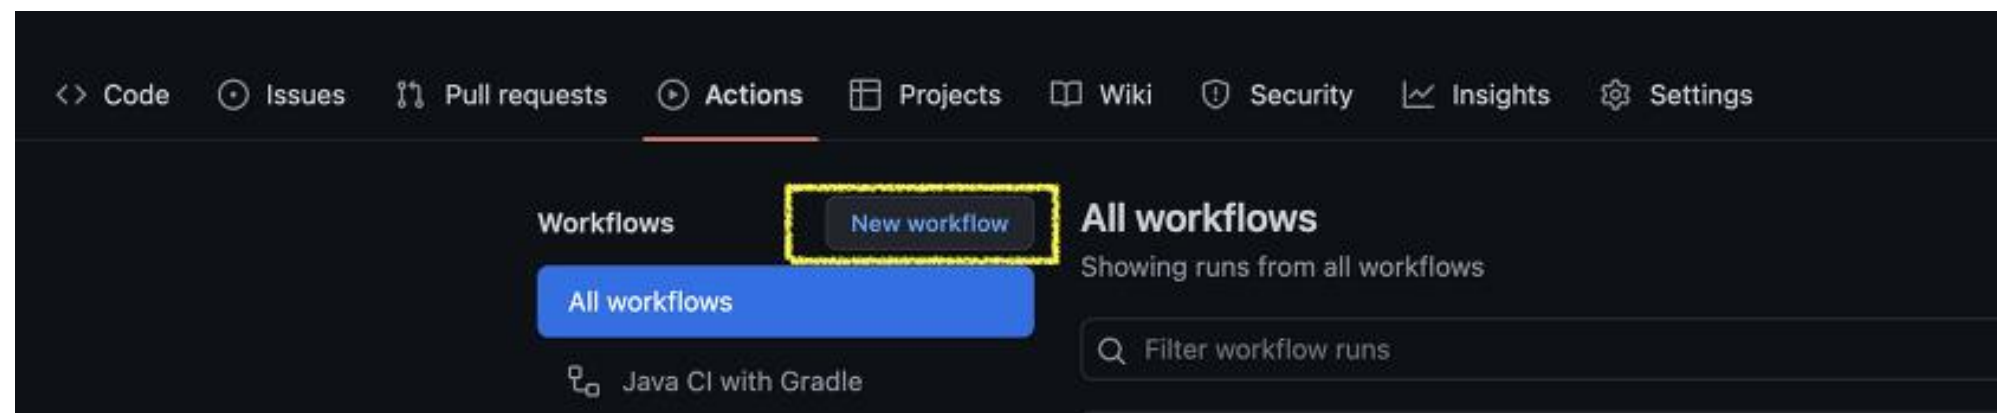 Code Issues Pull requests Actions Projects Wiki Security Insights Settings
Workflows New workflow
All workflows
Java CI with Gradle
All workflows
Showing runs from all workflows
Filter workflow runs